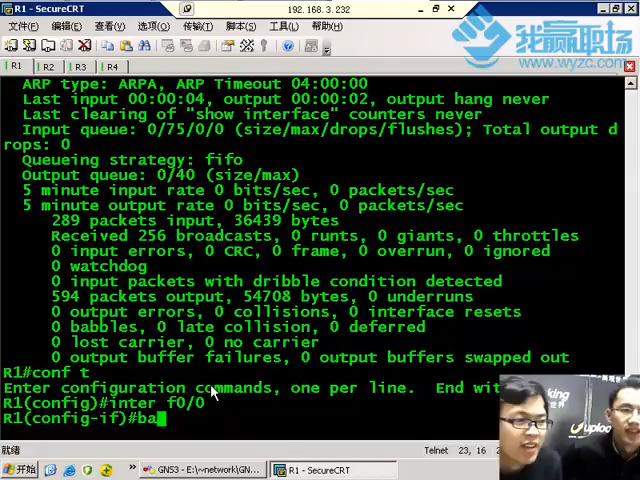 R1 - SecureCRT
192.168.3.232
文件(F) 编辑(E) 查看(V) 选项(O) 传输(T) 脚本(S) 工具(L) 帮助(H)
我赢职场
www.wyzc.com
R1 R2 R3 R4
ARP type: ARPA, ARP Timeout 04:00:00
Last input 00:00:04, output 00:00:02, output hang never
Last clearing of "show interface" counters never
Input queue: 0/75/0/0 (size/max/drops/flushes); Total output d
rops: 0
Queueing strategy: fifo
Output queue: 0/40 (size/max)
5 minute input rate 0 bits/sec, 0 packets/sec
5 minute output rate 0 bits/sec, 0 packets/sec
289 packets input, 36439 bytes
Received 256 broadcasts, 0 runts, 0 giants, 0 throttles
0 input errors, 0 CRC, 0 frame, 0 overrun, 0 ignored
0 watchdog
0 input packets with dribble condition detected
594 packets output, 54708 bytes, 0 underruns
0 output errors, 0 collisions, 0 interface resets
0 babbles, 0 late collision, 0 deferred
0 lost carrier, 0 no carrier
0 output buffer failures, 0 output buffers swapped out
R1#conf t
Enter configuration commands, one per line. End wit
R1(config)#inter f0/0
R1(config-if)#ba
就绪 Telnet 23, 16
开始 GNS3 - E:\~network\GN... R1 - SecureCRT